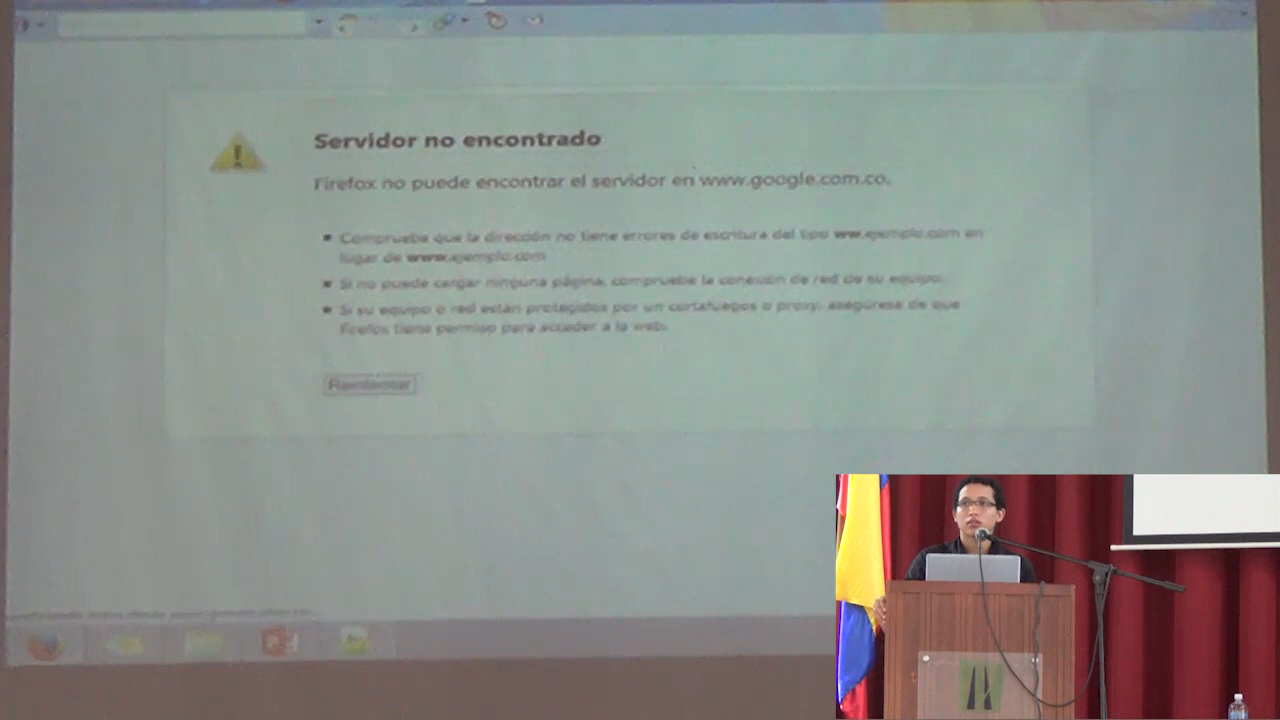 Servidor no encontrado
Firefox no puede encontrar el servidor en www.google.com.co.
Compruebe que la dirección no tiene errores de escritura del tipo ww.ejemplo.com en
lugar de www.ejemplo.com
Si no puede cargar ninguna página, compruebe la conexión de red de su equipo.
Si su equipo o red están protegidos por un cortafuegos o proxy, asegúrese de que
Firefox tiene permiso para acceder a la web.
Reintentar